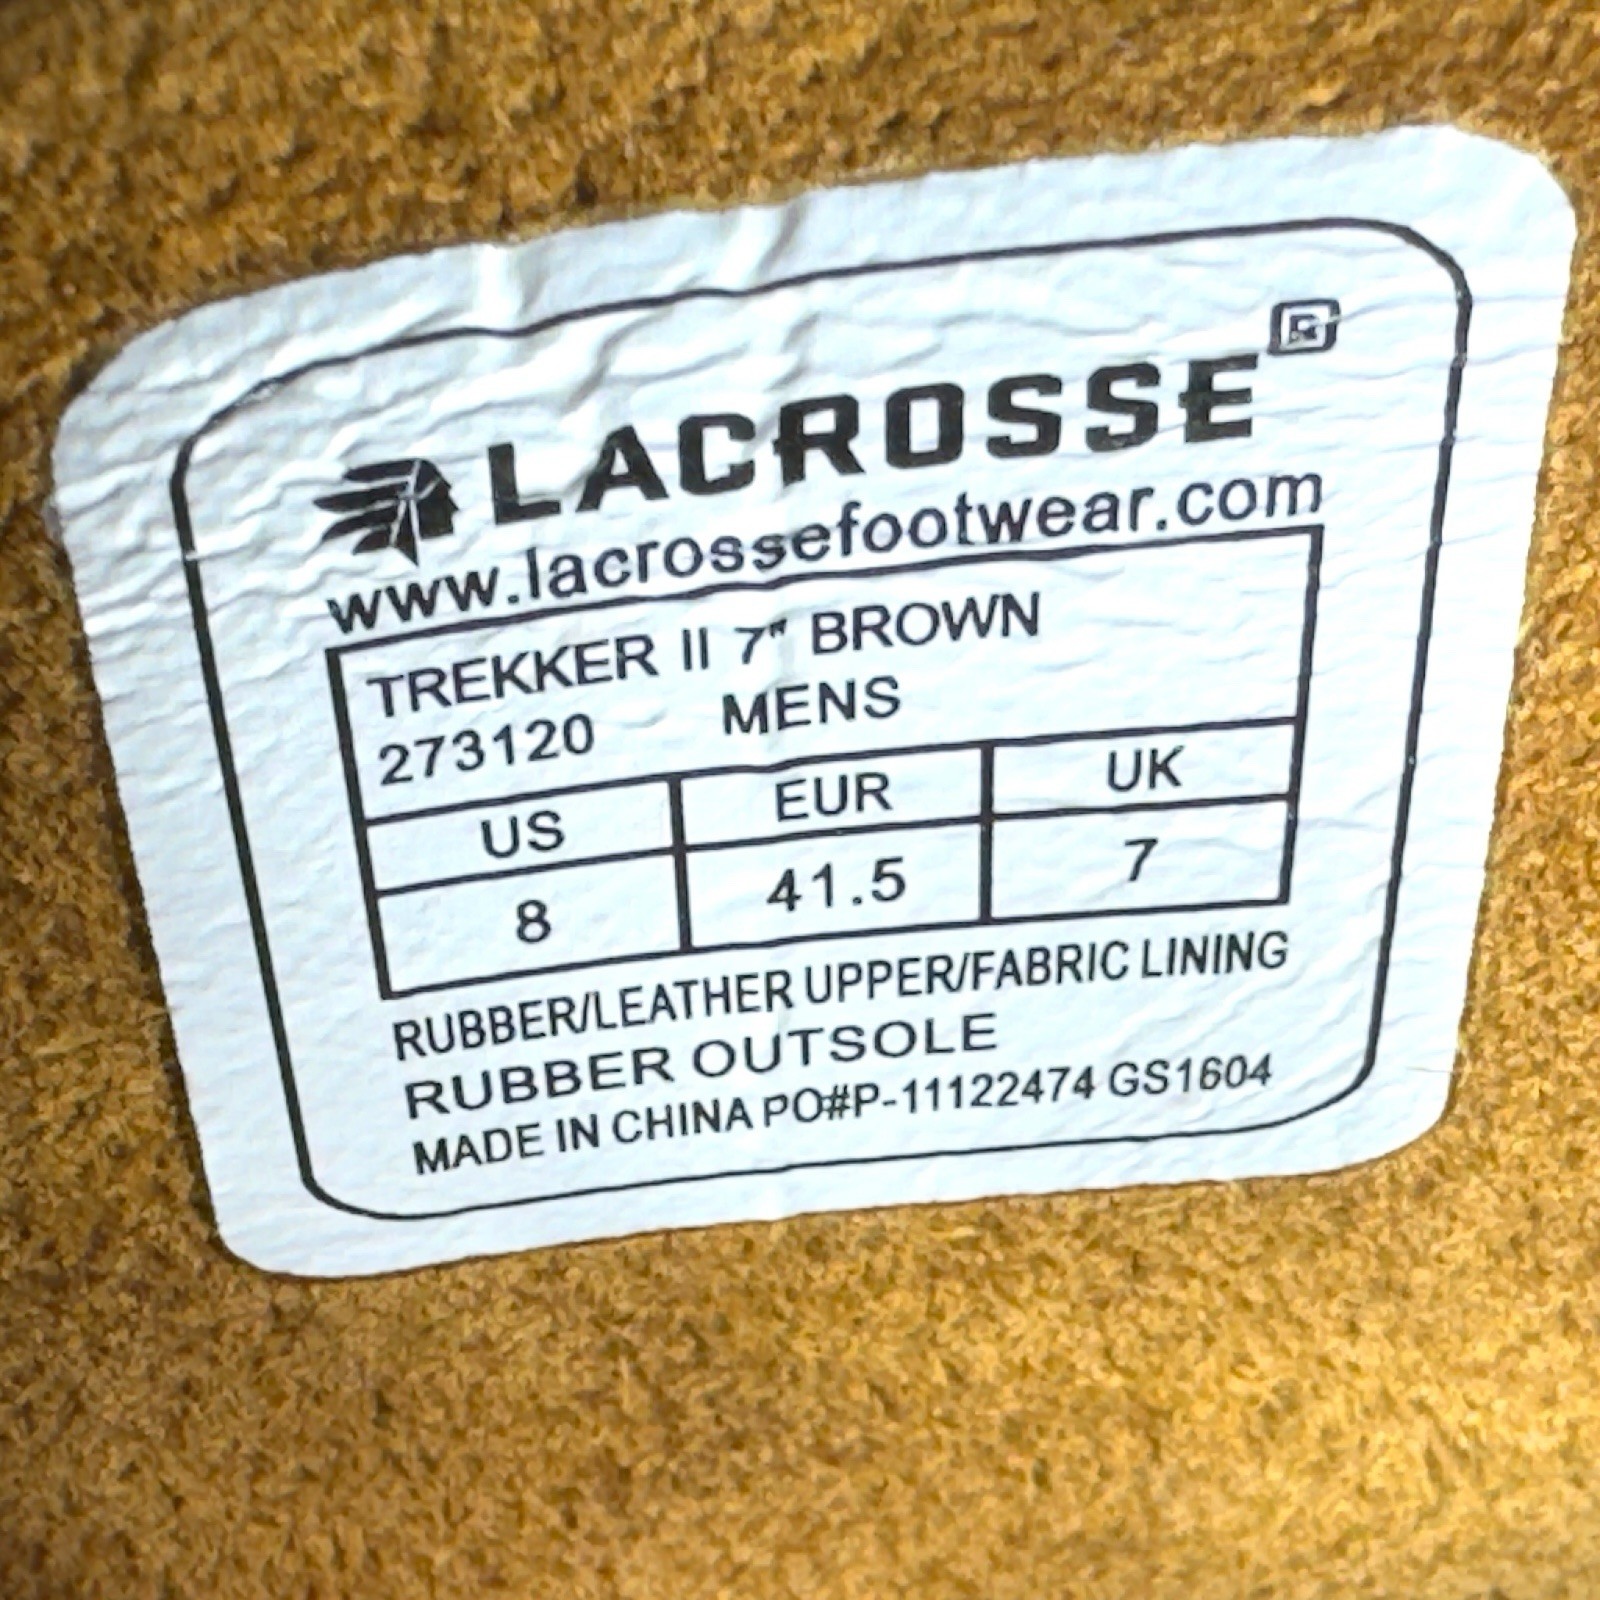 LACROSSE®
www.lacrossefootwear.com
TREKKER II 7" BROWN
273120 MENS
US EUR UK
8 41.5 7
RUBBER/LEATHER UPPER/FABRIC LINING
RUBBER OUTSOLE
MADE IN CHINA PO#P-11122474 GS1604